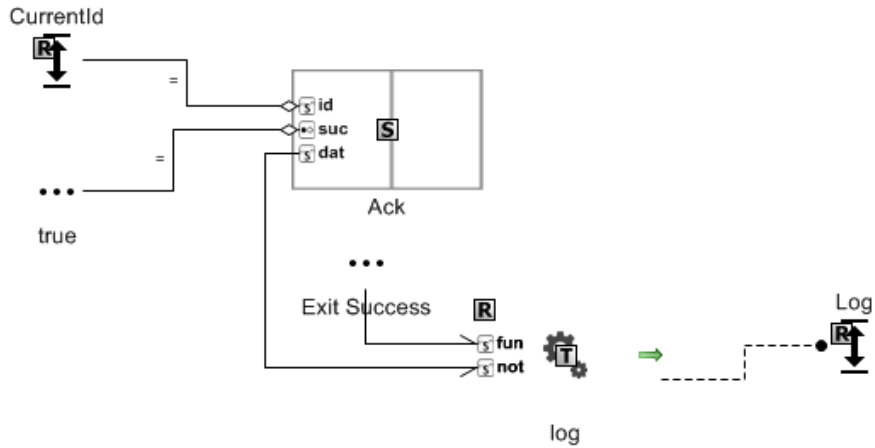 CurrentId
R
=
id
suc
S
=
dat
Ack
true
Exit Success
R
Log
R
fun
T
not
log